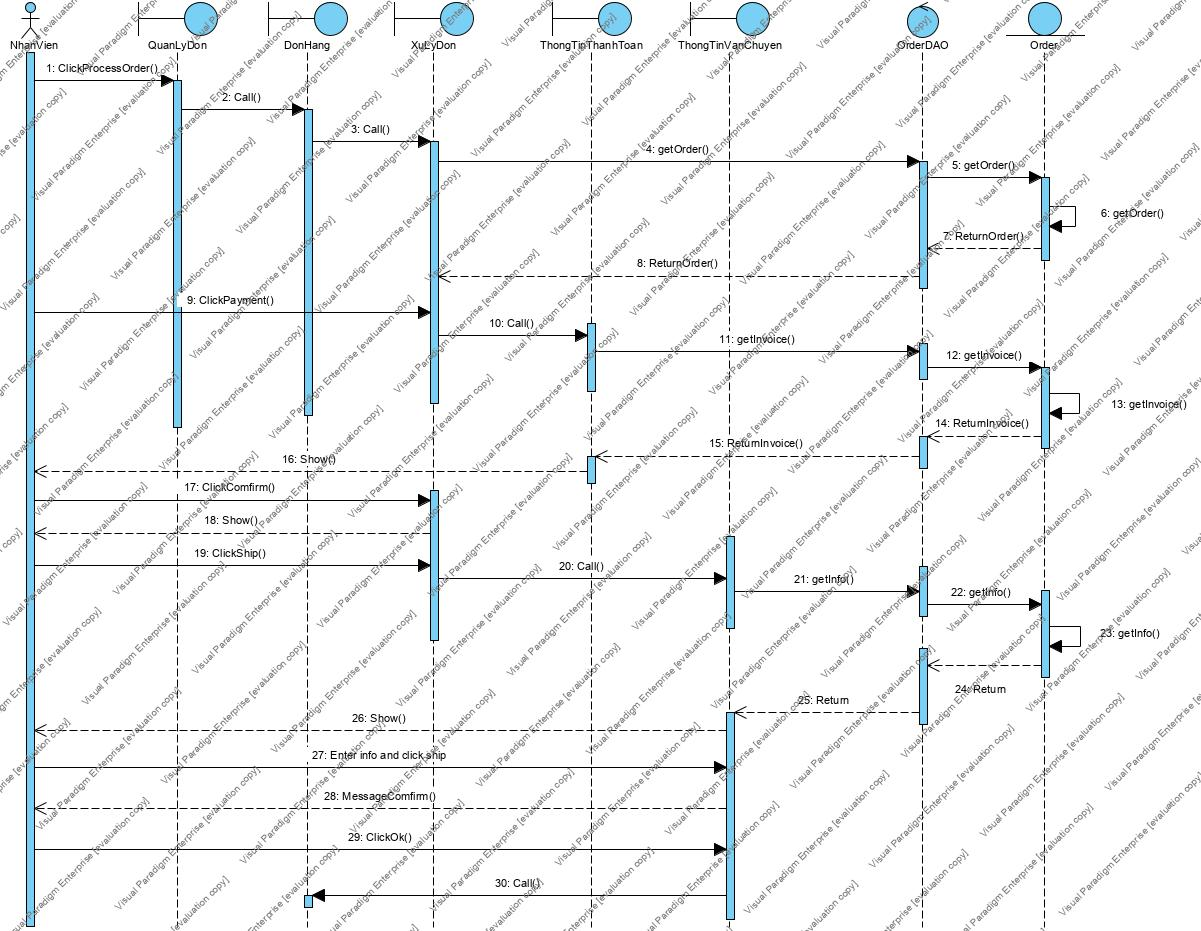 NhanVien QuanLyDon DonHang XuLyDon ThongTinThanhToan ThongTinVanChuyen OrderDAO Order
1: ClickProcessOrder()
2: Call()
3: Call()
4: getOrder()
5: getOrder()
6: getOrder()
7: ReturnOrder()
8: ReturnOrder()
9: ClickPayment()
10: Call()
11: getInvoice()
12: getInvoice()
13: getInvoice()
14: ReturnInvoice()
15: ReturnInvoice()
16: Show()
17: ClickComfirm()
18: Show()
19: ClickShip()
20: Call()
21: getInfo()
22: getInfo()
23: getInfo()
24: Return
25: Return
26: Show()
27: Enter info and click ship
28: MessageComfirm()
29: ClickOk()
30: Call()
Visual Paradigm Enterprise [evaluation copy]